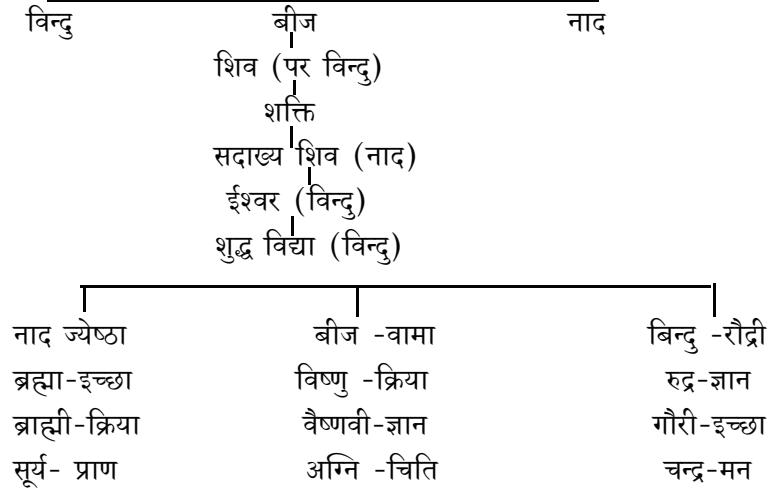 विन्दु बीज नाद
शिव (पर विन्दु)
शक्ति
सदाख्य शिव (नाद)
ईश्वर (विन्दु)
शुद्ध विद्या (विन्दु)
नाद ज्येष्ठा बीज -वामा बिन्दु -रौद्री
ब्रह्मा-इच्छा विष्णु -क्रिया रुद्र-ज्ञान
ब्राह्मी-क्रिया वैष्णवी-ज्ञान गौरी-इच्छा
सूर्य- प्राण अग्नि -चिति चन्द्र-मन